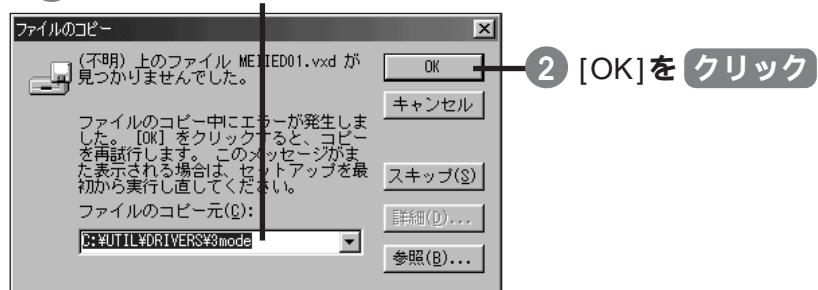 ファイルのコピー
(不明) 上のファイル MEIIED01.vxd が
見つかりませんでした。
ファイルのコピー中にエラーが発生しま
した。 [OK] をクリックすると、コピー
を再試行します。 このメッセージがま
た表示される場合は、セットアップを最
初から実行し直してください。
ファイルのコピー元(C):
C:¥UTIL¥DRIVERS¥3mode
OK
キャンセル
スキップ(S)
詳細(D)...
参照(B)...
2 [OK]を クリック